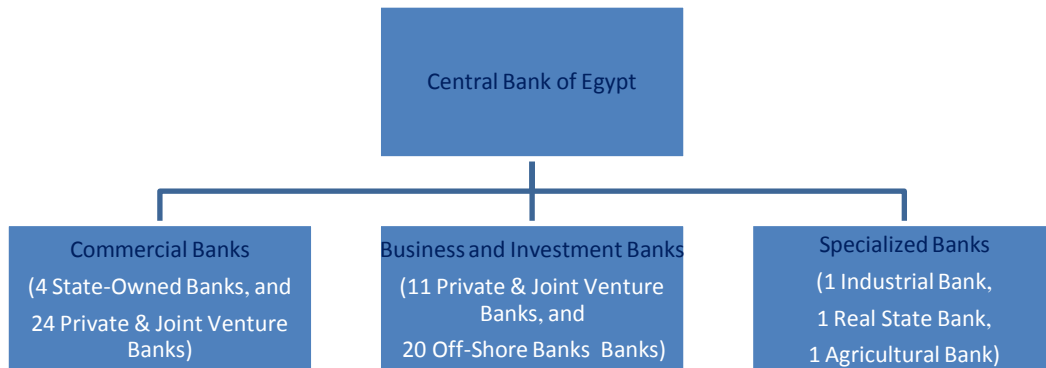 Central Bank of Egypt
Commercial Banks
(4 State-Owned Banks, and
24 Private & Joint Venture
Banks)
Business and Investment Banks
(11 Private & Joint Venture
Banks, and
20 Off-Shore Banks  Banks)
Specialized Banks
(1 Industrial Bank,
1 Real State Bank,
1 Agricultural Bank)